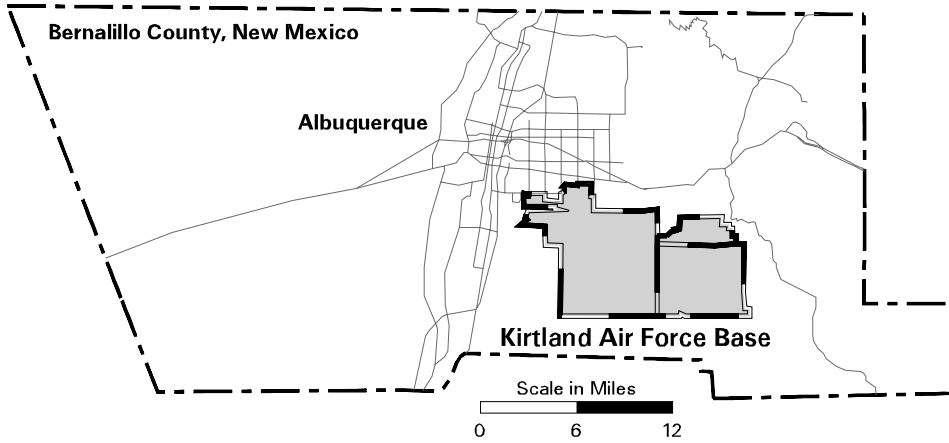 Bernalillo County, New Mexico
Albuquerque
Kirtland Air Force Base
Scale in Miles
0 6 12